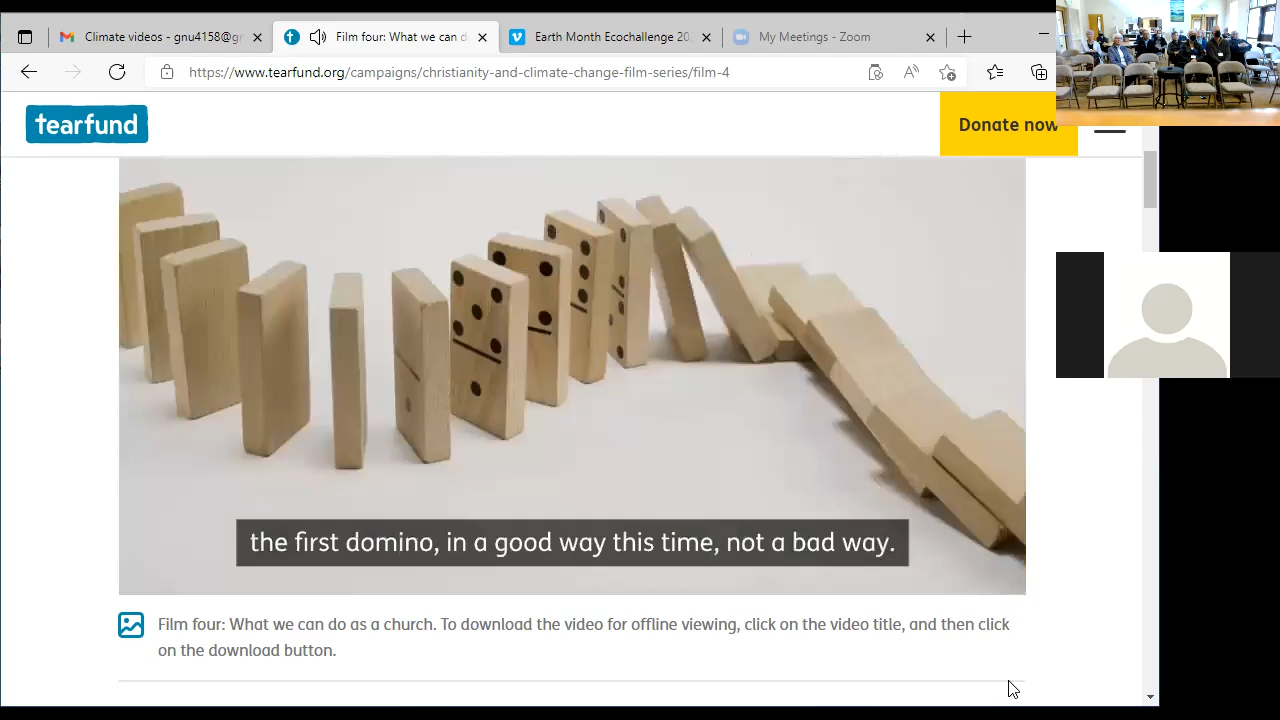 Climate videos - gnu4158@gr
Film four: What we can d
Earth Month Ecochallenge 20
My Meetings - Zoom
https://www.tearfund.org/campaigns/christianity-and-climate-change-film-series/film-4
tearfund
Donate now
the first domino, in a good way this time, not a bad way.
Film four: What we can do as a church. To download the video for offline viewing, click on the video title, and then click
on the download button.